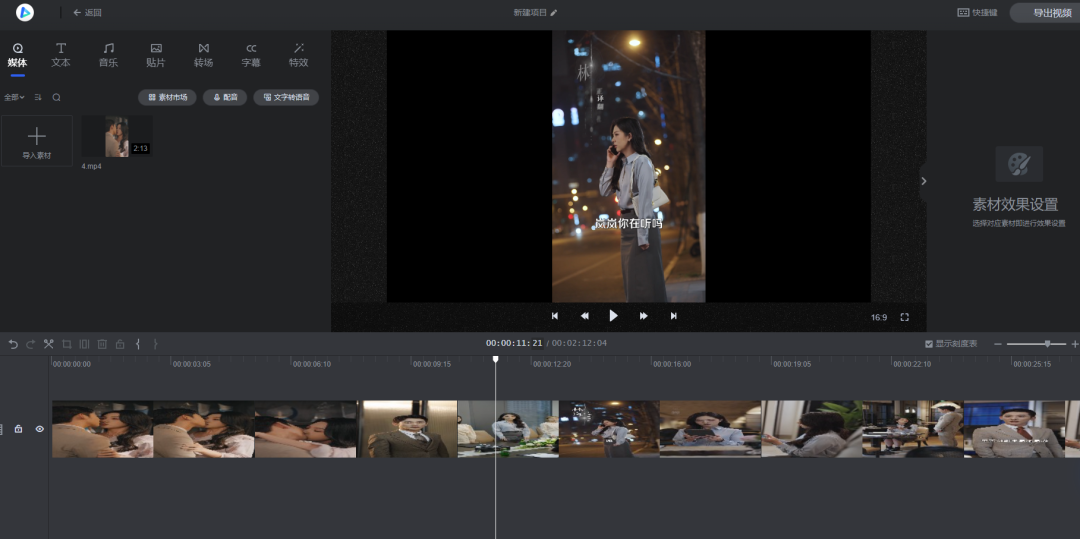 返回
新建项目
快捷键
导出视频
媒体
文本
音乐
贴片
转场
字幕
特效
全部
素材市场
配音
文字转语音
导入素材
2:13
4.mp4
林
岚岚你在听吗
素材效果设置
选择对应素材即进行效果设置
16:9
00:00:11:21 / 00:02:12:04
显示刻度表
00:00:00:00
00:00:03:05
00:00:06:10
00:00:09:15
00:00:12:20
00:00:16:00
00:00:19:05
00:00:22:10
00:00:25:15